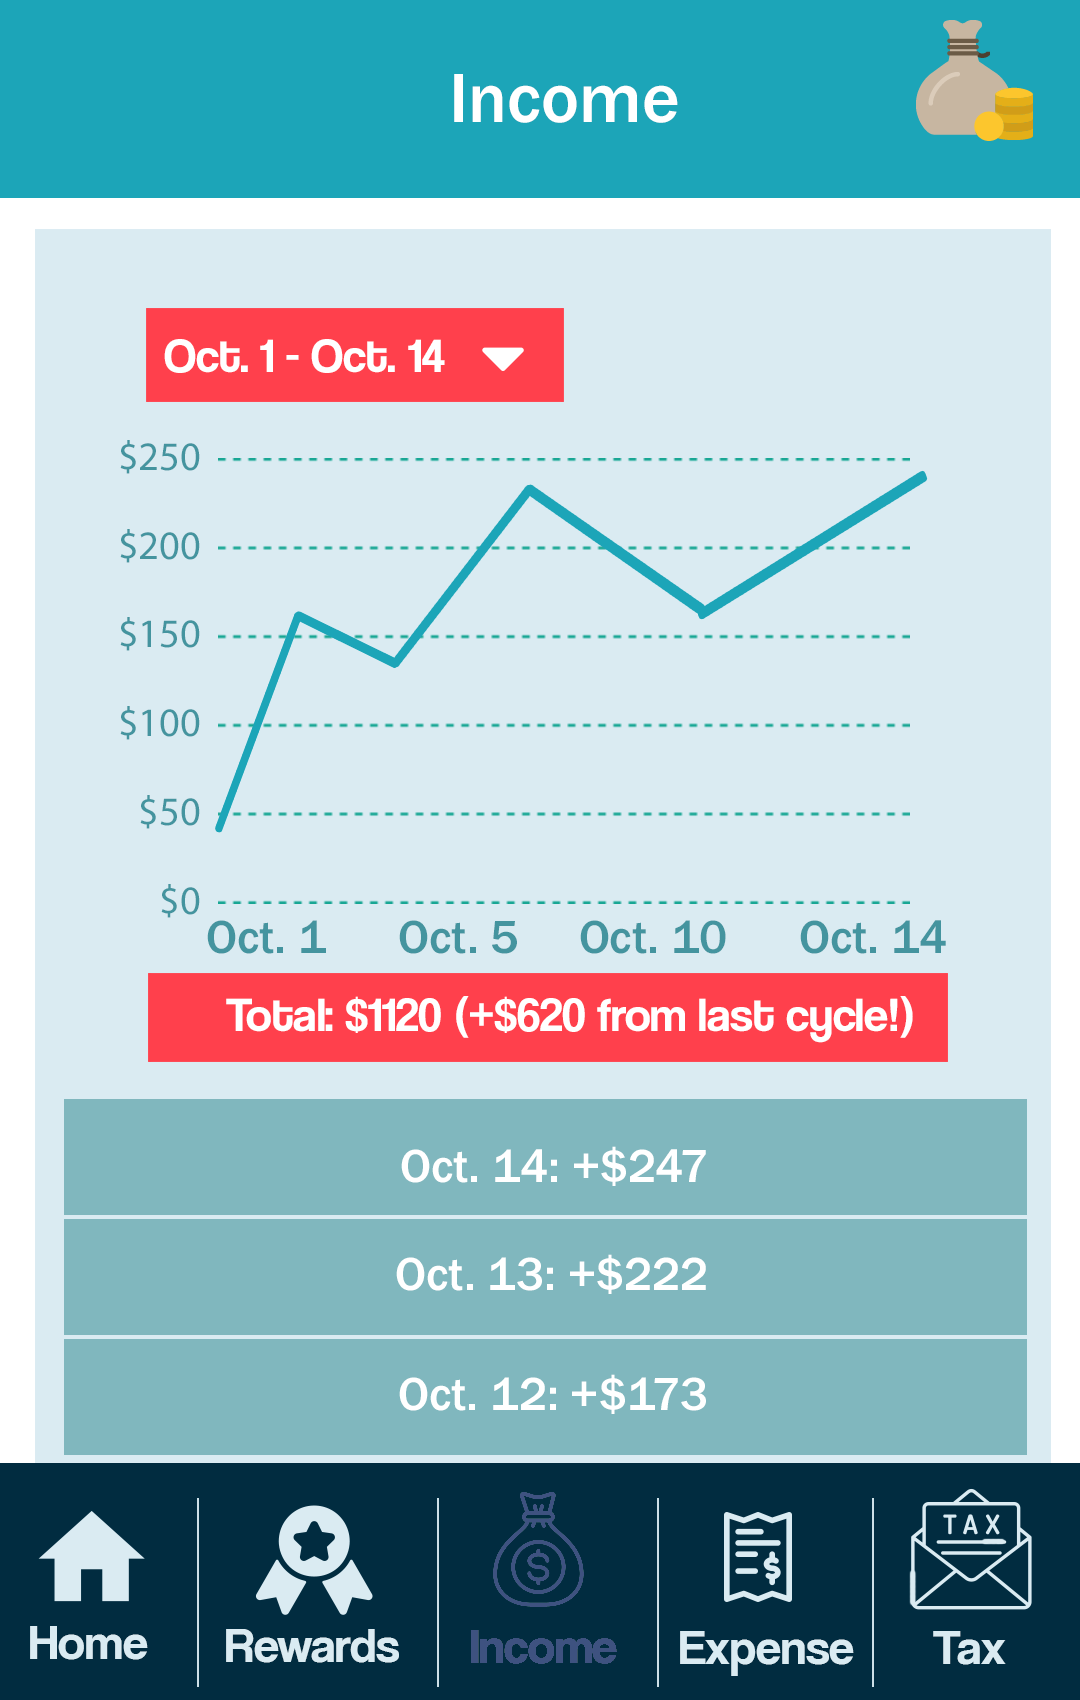 Income
Oct. 1 - Oct. 14
$250
$200
$150
$100
$50
$0
Oct. 1 Oct. 5 Oct. 10 Oct. 14
Total: $1120 (+$620 from last cycle!)
Oct. 14: +$247
Oct. 13: +$222
Oct. 12: +$173
$ $ TAX
Home Rewards Income Expense Tax